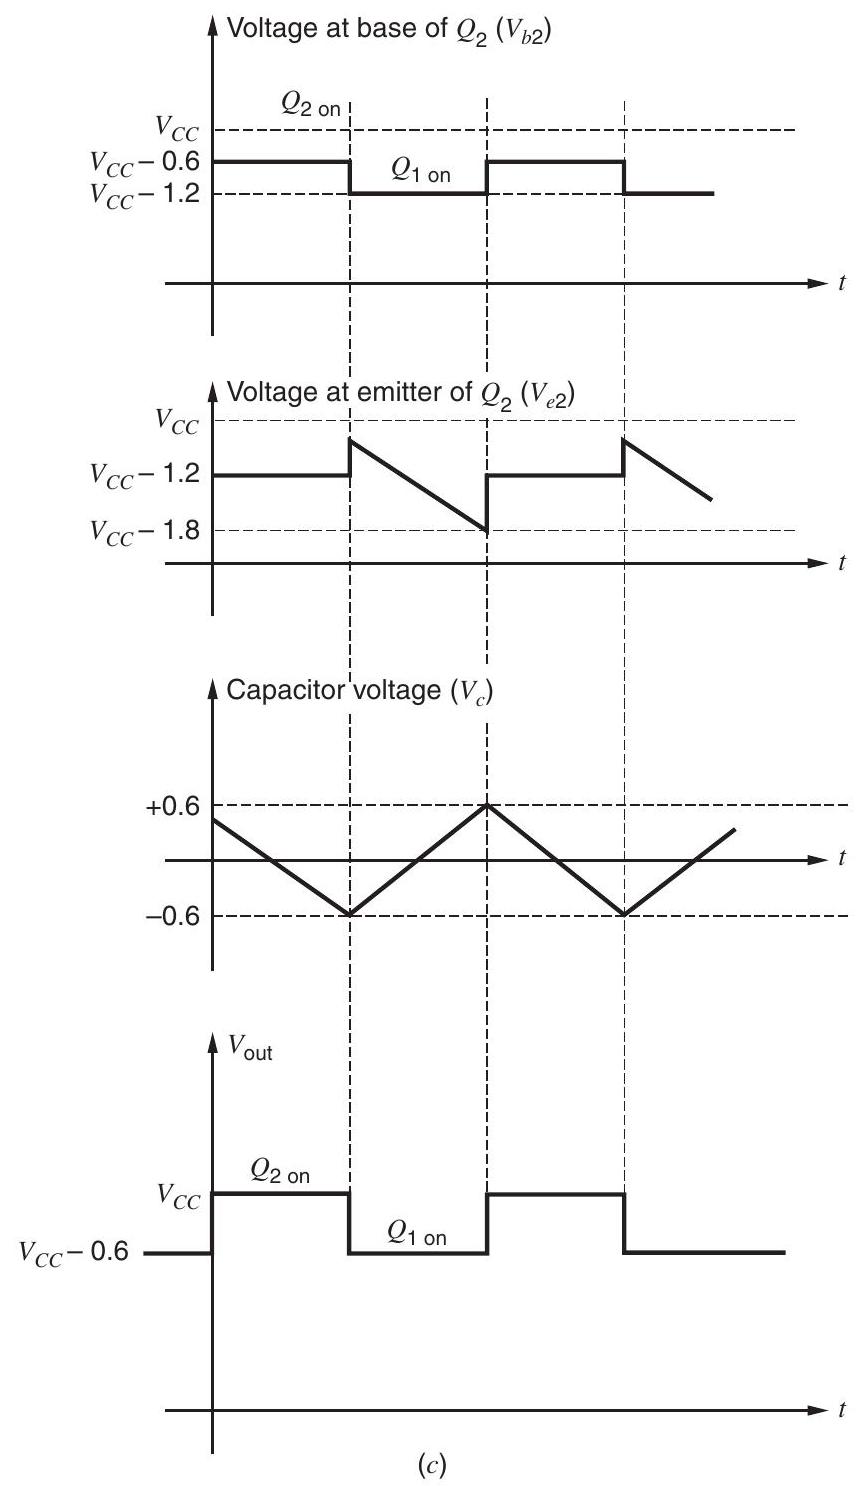 Voltage at base of Q2 (Vb2)
Q2 on
VCC
VCC – 0.6
Q1 on
VCC – 1.2
t
Voltage at emitter of Q2 (Ve2)
VCC
VCC – 1.2
VCC – 1.8
t
Capacitor voltage (Vc)
+0.6
t
–0.6
Vout
Q2 on
VCC
Q1 on
VCC – 0.6
t
(c)